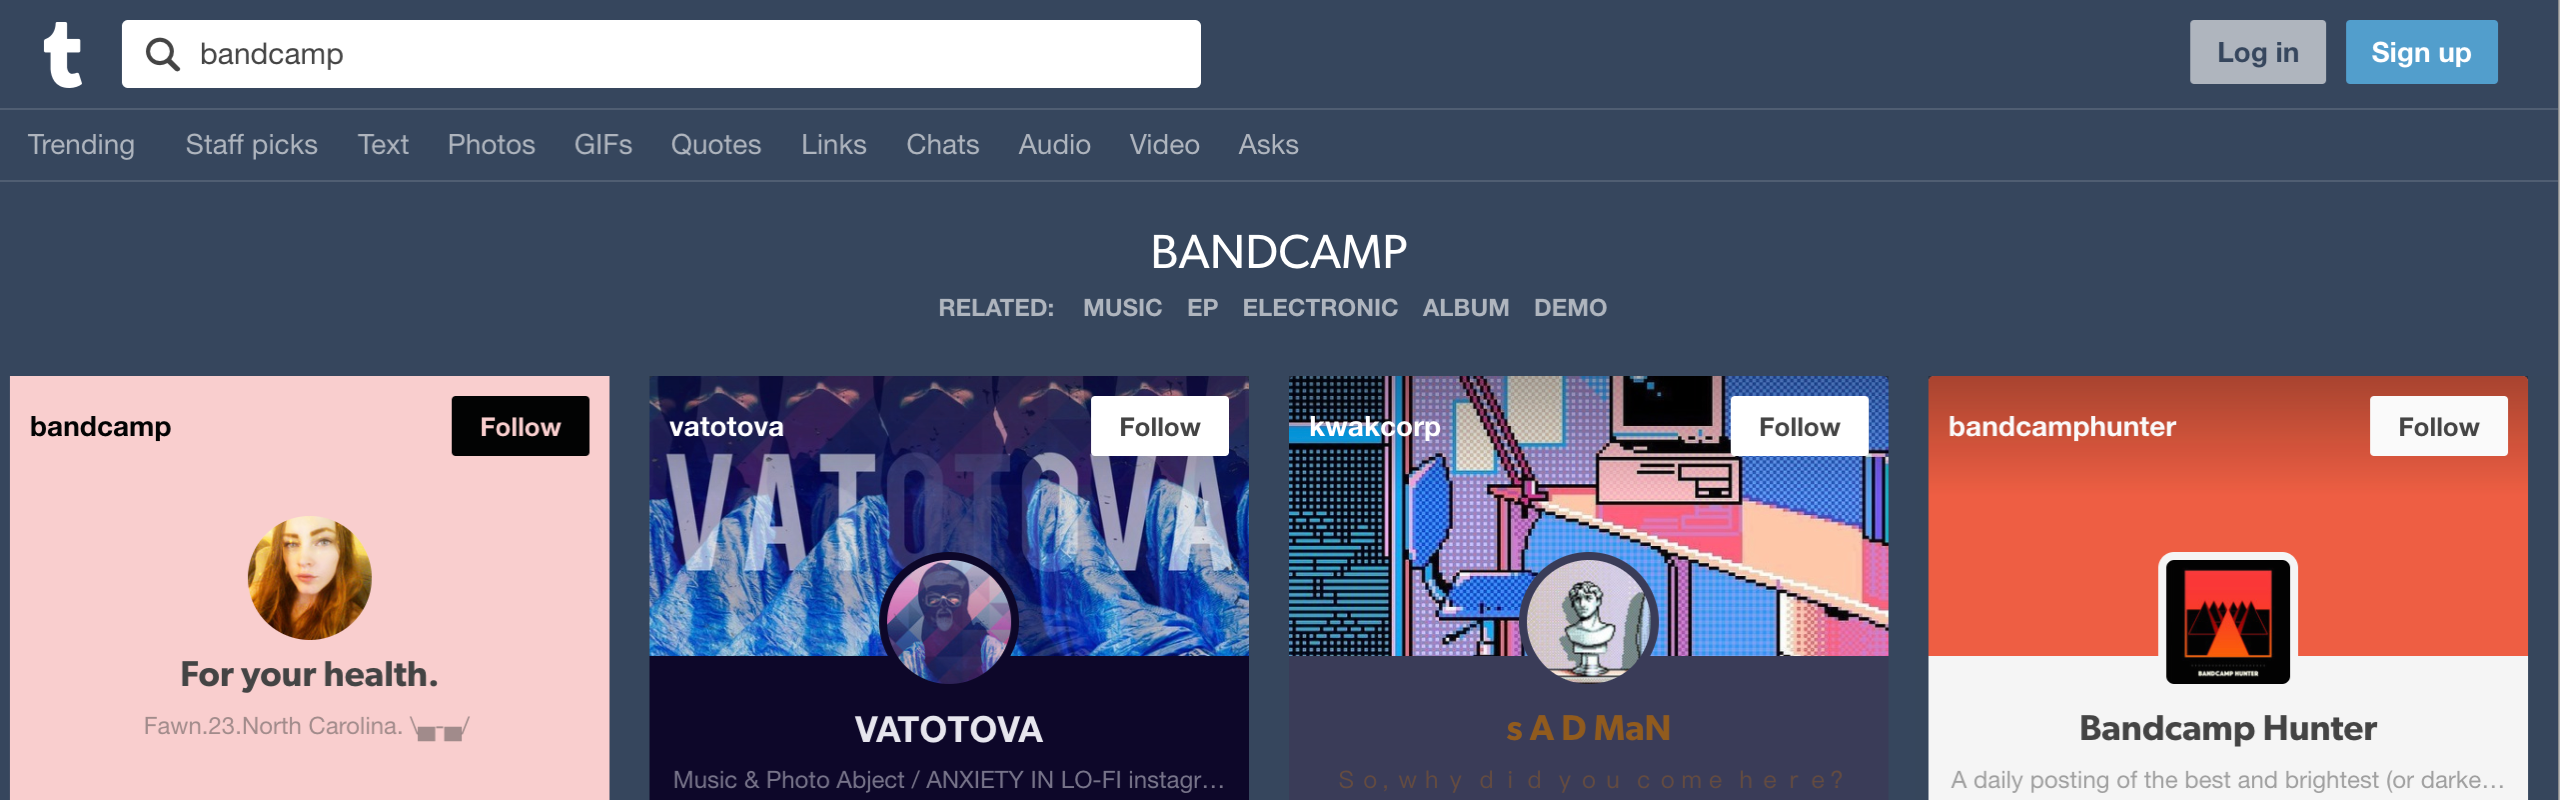 t
bandcamp
Log in
Sign up
Trending Staff picks Text Photos GIFs Quotes Links Chats Audio Video Asks
BANDCAMP
RELATED: MUSIC EP ELECTRONIC ALBUM DEMO
bandcamp
Follow
For your health.
Fawn.23.North Carolina. \▄-▄/
vatotova
Follow
VATOTOVA
VATOTOVA
Music & Photo Abject / ANXIETY IN LO-FI instagr...
kwakcorp
Follow
s A D MaN
S o , w h y d i d y o u c o m e h e r e ?
bandcamphunter
Follow
BANDCAMP HUNTER
Bandcamp Hunter
A daily posting of the best and brightest (or darke...